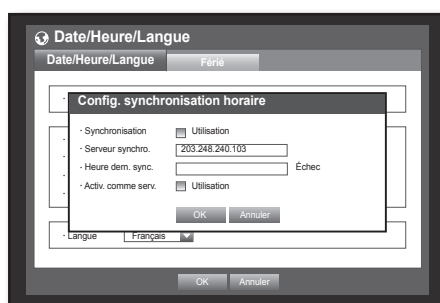 Date/Heure/Langue
Date/Heure/Langue
Férié
Config. synchronisation horaire
· Synchronisation Utilisation
· Serveur synchro. 203.248.240.103
· Heure dern. sync. Échec
· Activ. comme serv. Utilisation
OK Annuler
· Langue Français
OK Annuler